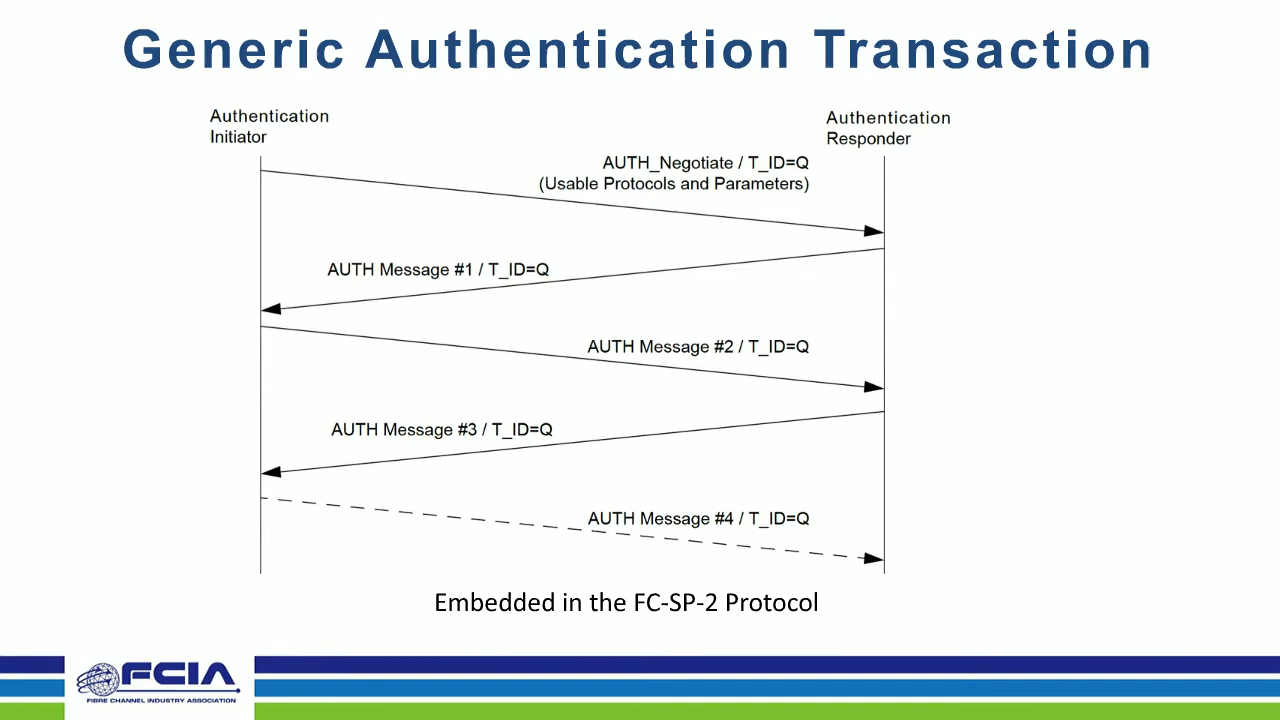 Generic Authentication Transaction
Authentication
Initiator
Authentication
Responder
AUTH_Negotiate / T_ID=Q
(Usable Protocols and Parameters)
AUTH Message #1 / T_ID=Q
AUTH Message #2 / T_ID=Q
AUTH Message #3 / T_ID=Q
AUTH Message #4 / T_ID=Q
Embedded in the FC-SP-2 Protocol
FCIA
FIBRE CHANNEL INDUSTRY ASSOCIATION